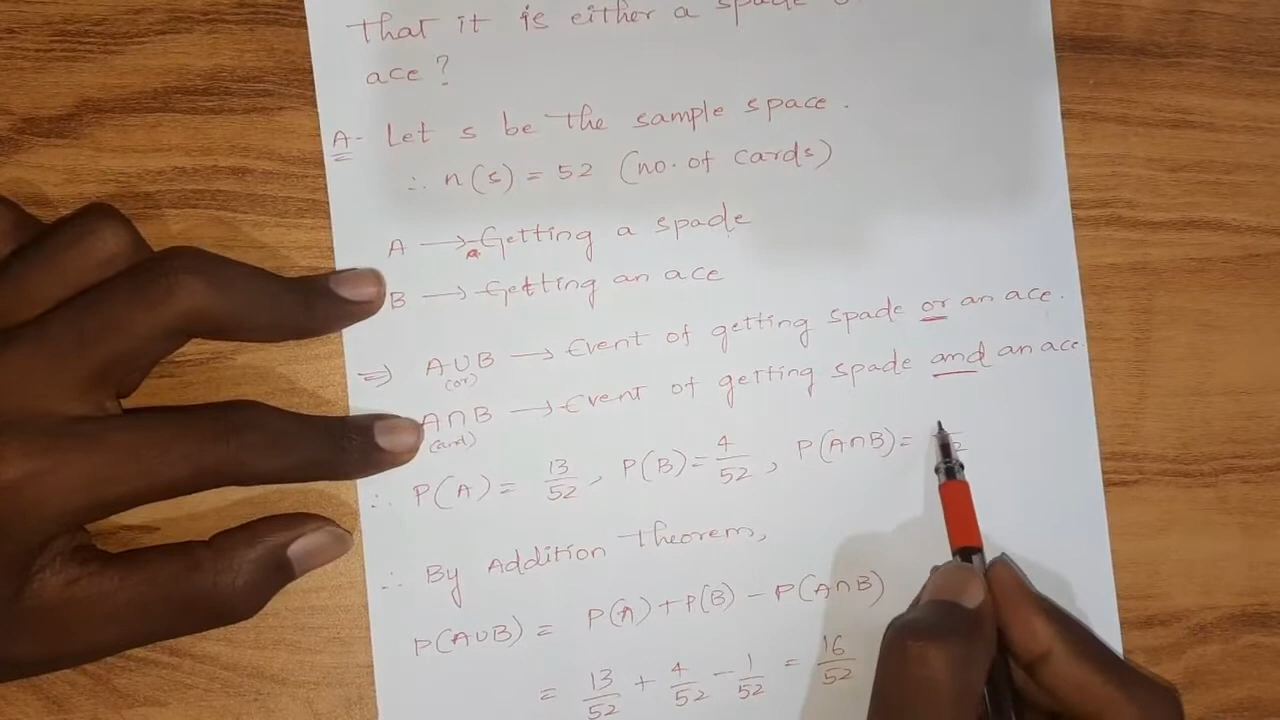 that it is either a spade
ace ?
A- Let s be the sample space .
∴ n(s) = 52 (no. of cards)
A → Getting a spade
B → Getting an ace
⇒ A∪B → Event of getting spade or an ace.
(or)
A∩B → Event of getting spade and an ace
(and)
∴ P(A) = 13/52 , P(B) = 4/52 , P(A∩B) =
∴ By Addition Theorem,
P(A∪B) = P(A) + P(B) - P(A∩B)
= 13/52 + 4/52 - 1/52 = 16/52